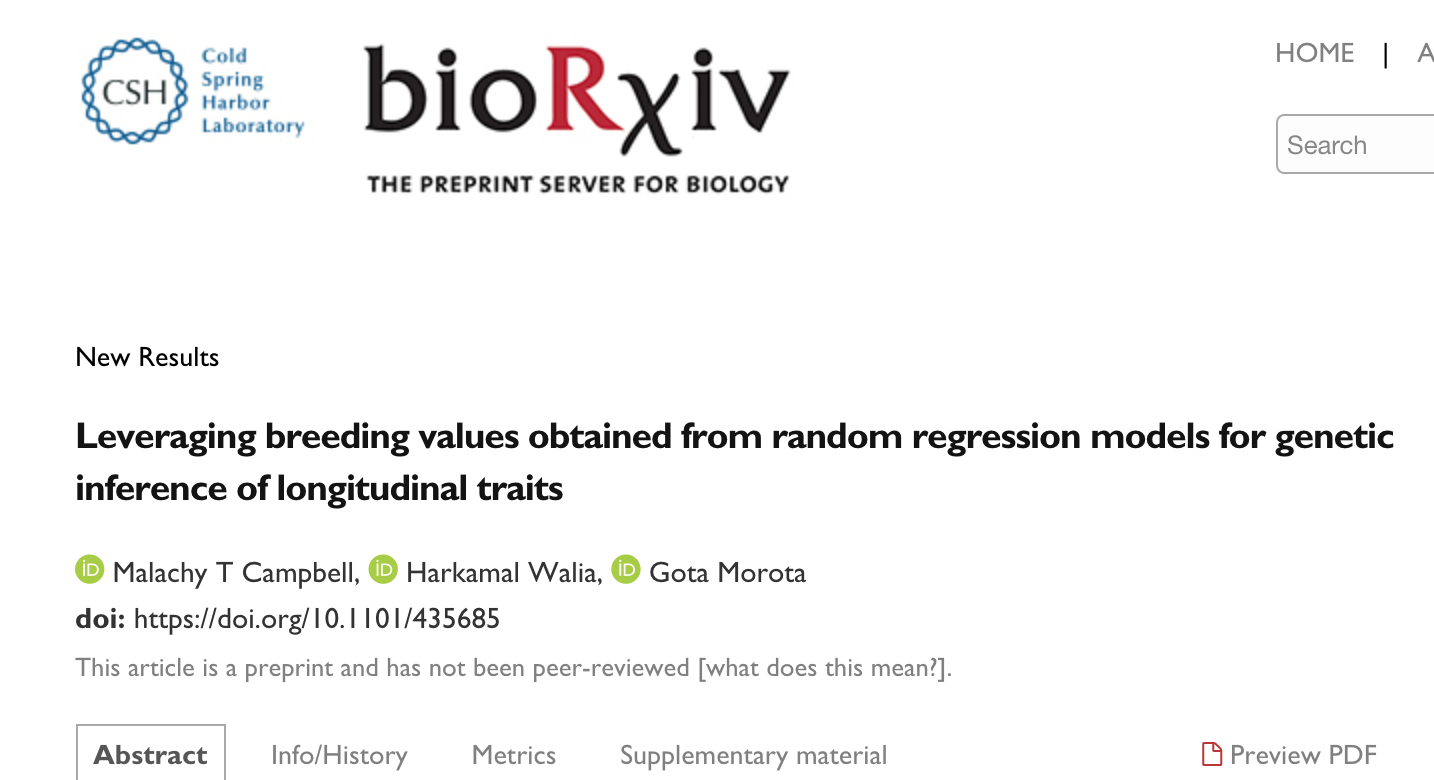 CSH
Cold
Spring
Harbor
Laboratory
bioRχiv
THE PREPRINT SERVER FOR BIOLOGY
HOME | A
Search
New Results
Leveraging breeding values obtained from random regression models for genetic
inference of longitudinal traits
iD Malachy T Campbell, iD Harkamal Walia, iD Gota Morota
doi: https://doi.org/10.1101/435685
This article is a preprint and has not been peer-reviewed [what does this mean?].
Abstract Info/History Metrics Supplementary material Preview PDF